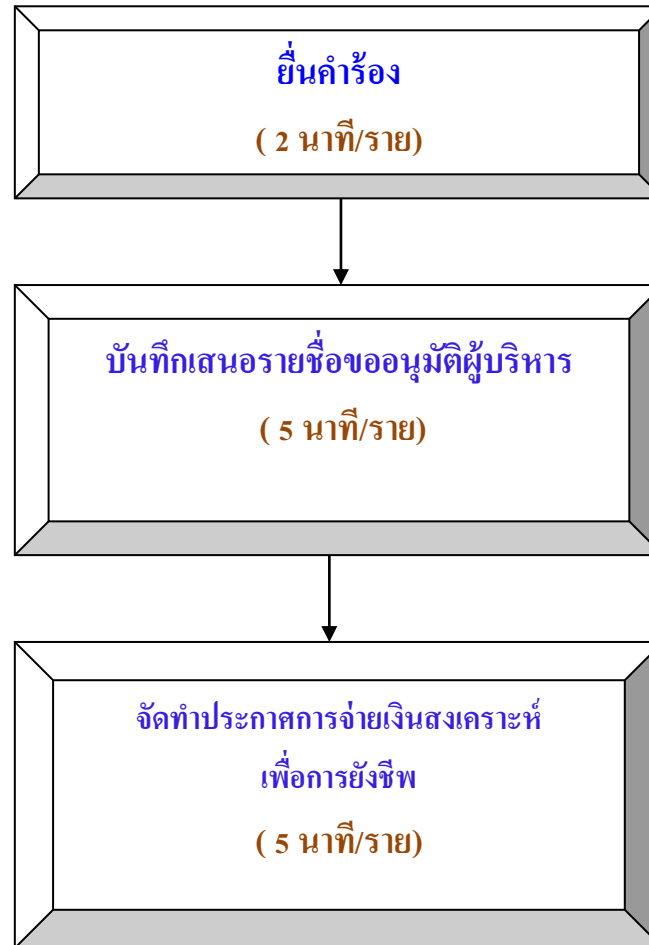 ยื่นคำร้อง
( 2 นาที/ราย)
บันทึกเสนอรายชื่อขออนุมัติผู้บริหาร
( 5 นาที/ราย)
จัดทำประกาศการจ่ายเงินสงเคราะห์
เพื่อการยังชีพ
( 5 นาที/ราย)